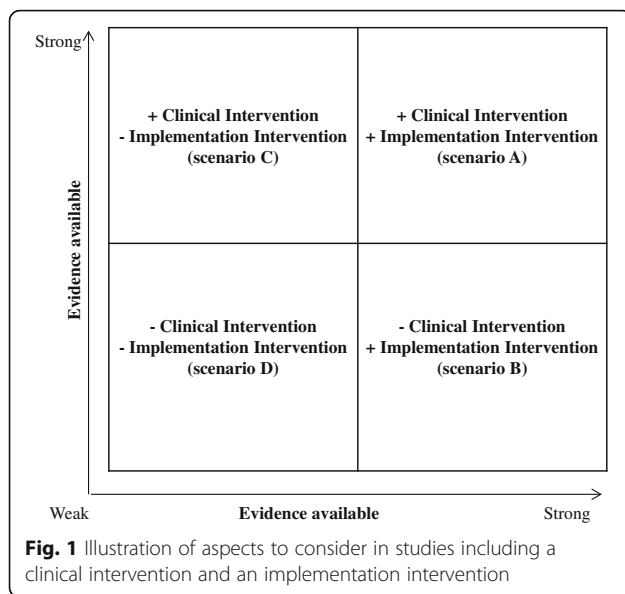 Strong
+ Clinical Intervention
- Implementation Intervention
(scenario C)
+ Clinical Intervention
+ Implementation Intervention
(scenario A)
Evidence available
- Clinical Intervention
- Implementation Intervention
(scenario D)
- Clinical Intervention
+ Implementation Intervention
(scenario B)
Weak
Evidence available
Strong
Fig. 1 Illustration of aspects to consider in studies including a
clinical intervention and an implementation intervention